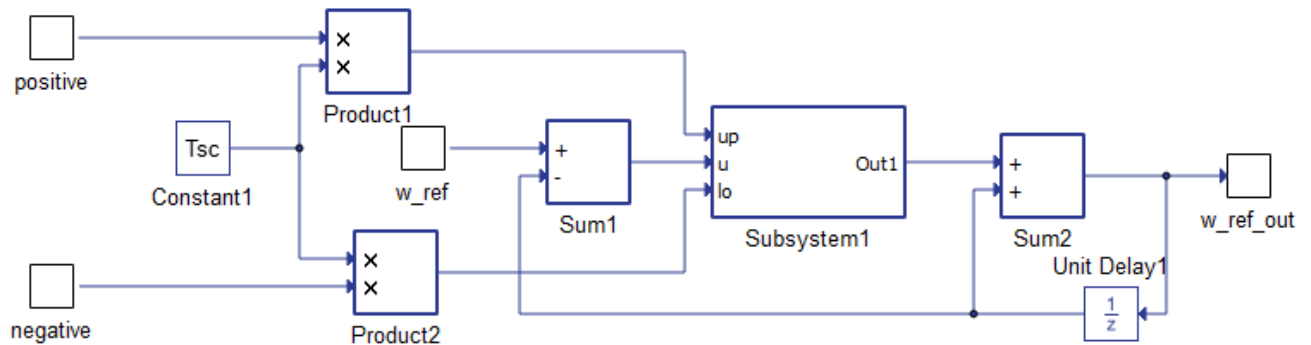 positive
×
×
Product1
Tsc
Constant1
w_ref
+
-
Sum1
up
u
lo
Out1
Subsystem1
+
+
Sum2
w_ref_out
Unit Delay1
1
z
negative
×
×
Product2